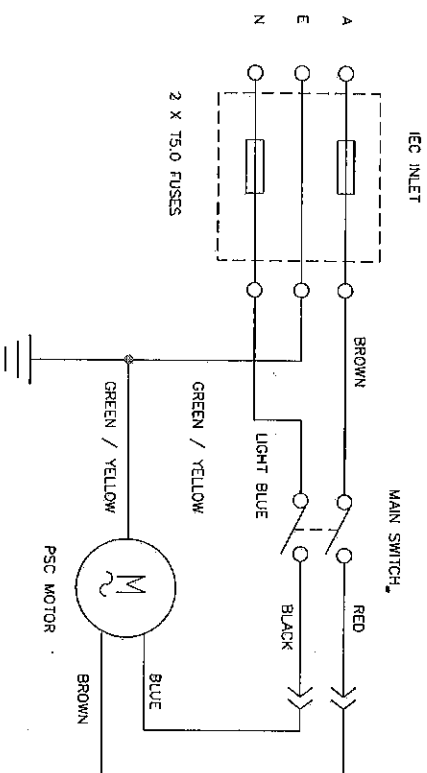 IEC INLET
MAIN SWITCH
A
BROWN
RED
E
N
LIGHT BLUE
BLACK
2 X T5.0 FUSES
GREEN / YELLOW
GREEN / YELLOW
BLUE
M
PSC MOTOR
BROWN